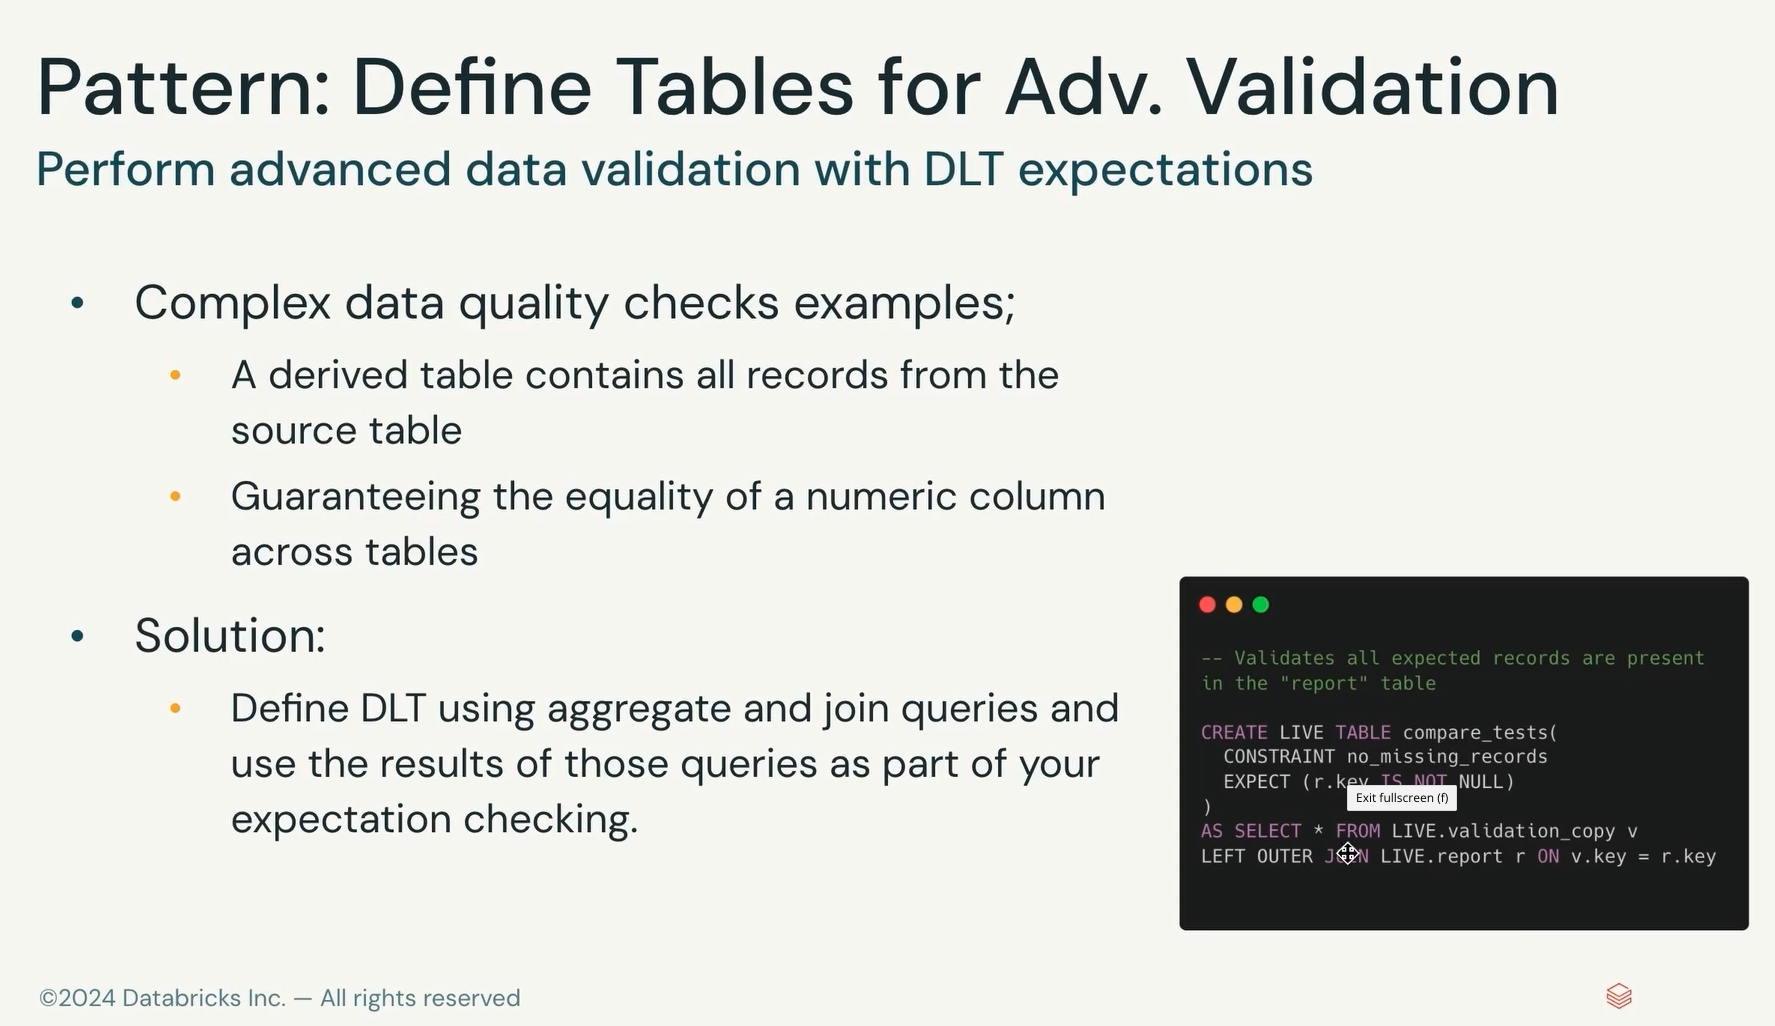 Pattern: Define Tables for Adv. Validation
Perform advanced data validation with DLT expectations
• Complex data quality checks examples;
• A derived table contains all records from the
source table
• Guaranteeing the equality of a numeric column
across tables
• Solution:
• Define DLT using aggregate and join queries and
use the results of those queries as part of your
expectation checking.
-- Validates all expected records are present
in the "report" table
CREATE LIVE TABLE compare_tests(
CONSTRAINT no_missing_records
EXPECT (r.key IS NOT NULL)
Exit fullscreen (f)
)
AS SELECT * FROM LIVE.validation_copy v
LEFT OUTER JOIN LIVE.report r ON v.key = r.key
©2024 Databricks Inc. — All rights reserved